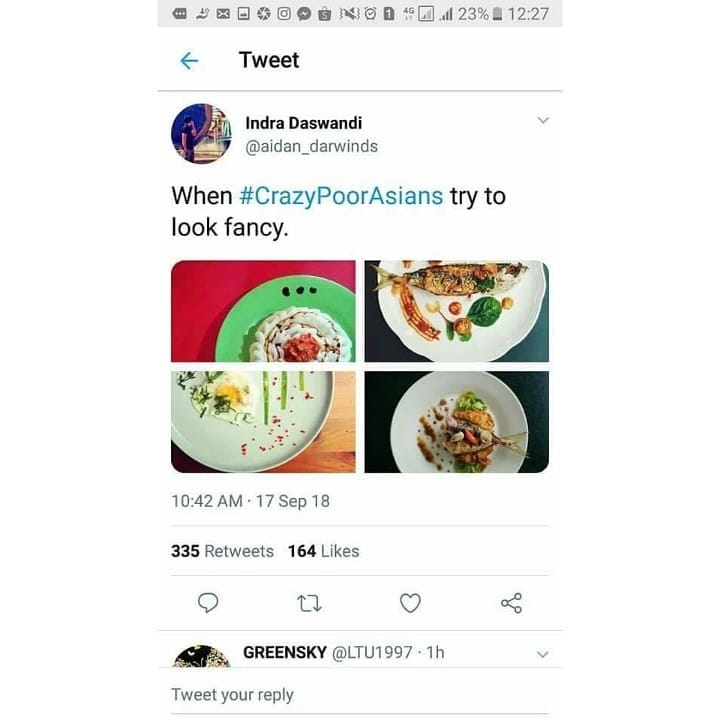 4G 23% 12:27
Tweet
Indra Daswandi
@aidan_darwinds
When #CrazyPoorAsians try to
look fancy.
10:42 AM · 17 Sep 18
335 Retweets 164 Likes
GREENSKY @LTU1997 · 1h
Tweet your reply